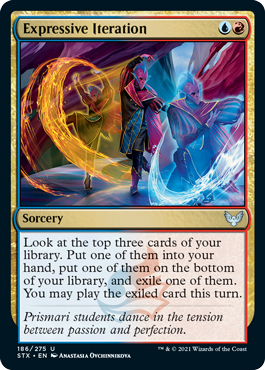 Expressive Iteration
Sorcery
Look at the top three cards of your
library. Put one of them into your
hand, put one of them on the bottom
of your library, and exile one of them.
You may play the exiled card this turn.
Prismari students dance in the
tension between passion and perfection.
186/275 U
STX • EN Anastasia Ovchinnikova
™ & © 2021 Wizards of the Coast